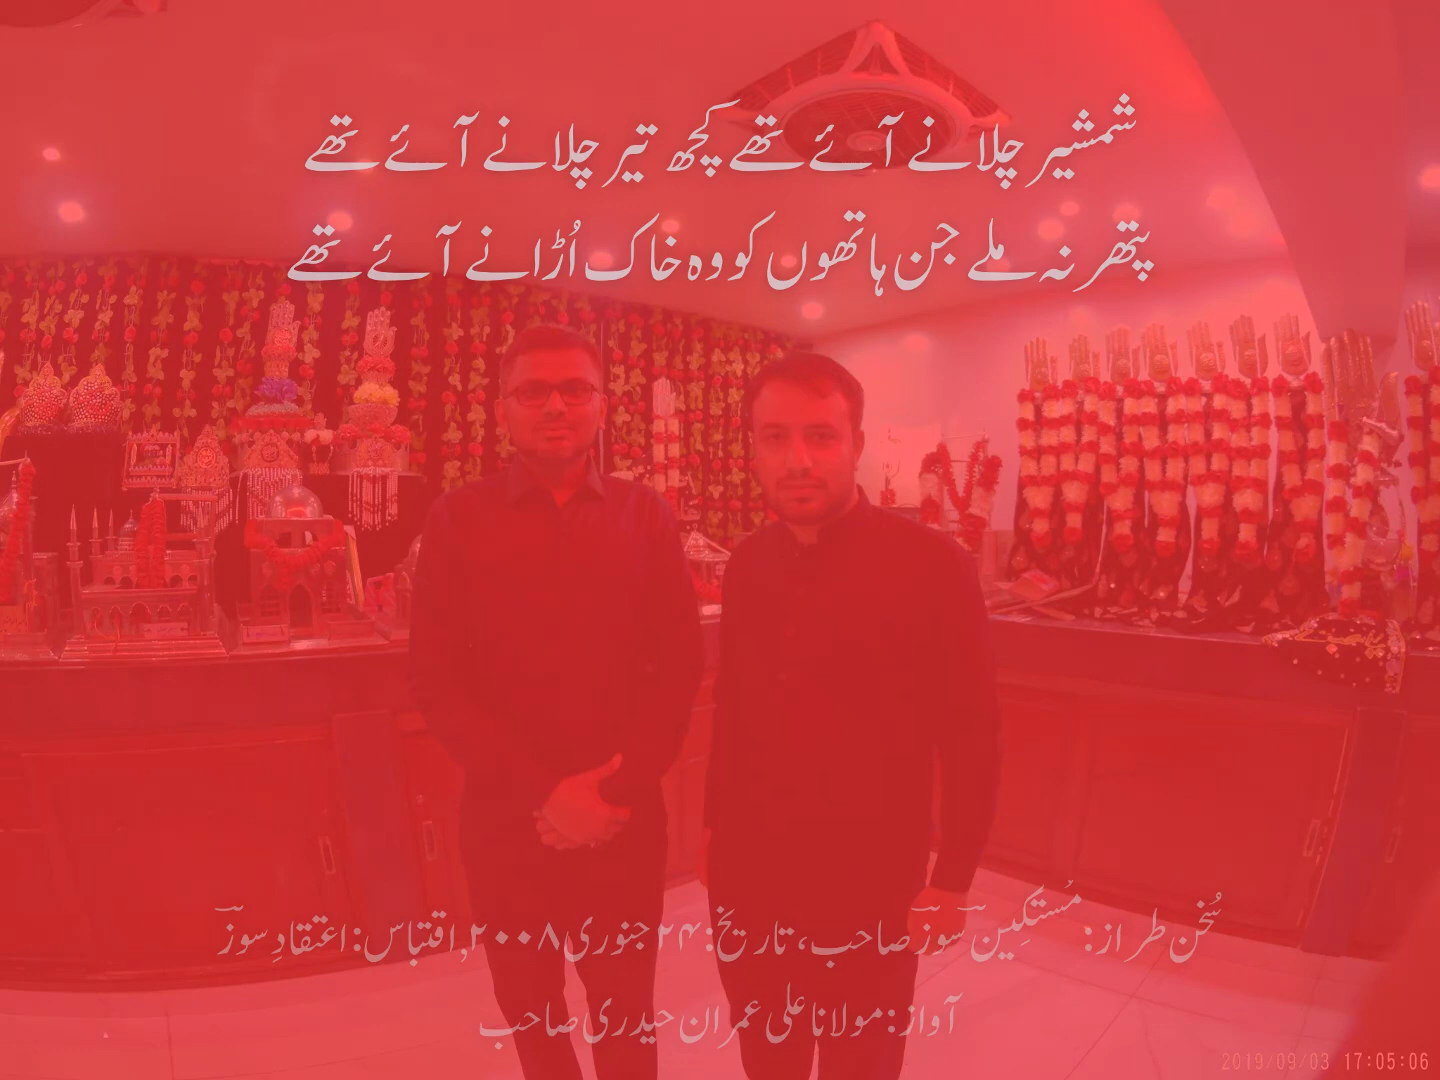 شمشیر چلانے آئے تھے کچھ تیر چلانے آئے تھے
پتھر نہ ملے جن ہاتھوں کو وہ خاک اُڑانے آئے تھے
سُخن طراز: مُستکِین سوزؔ صاحب، تاریخ: ۲۴ جنوری ۲۰۰۸, اقتباس: اعتقادِ سوزؔ
آواز: مولانا علی عمران حیدری صاحب
2019/09/03 17:05:06